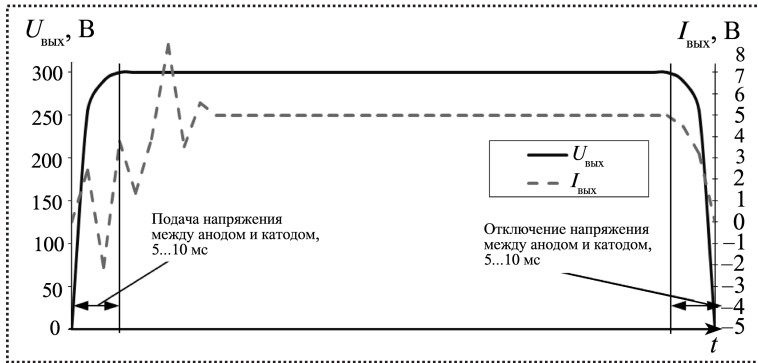 Uвых, В
Iвых, В
300
250
200
150
100
50
0
8
7
6
5
4
3
2
1
0
−1
−2
−3
−4
−5
Uвых
Iвых
Подача напряжения
между анодом и катодом,
5...10 мс
Отключение напряжения
между анодом и катодом,
5...10 мс
t